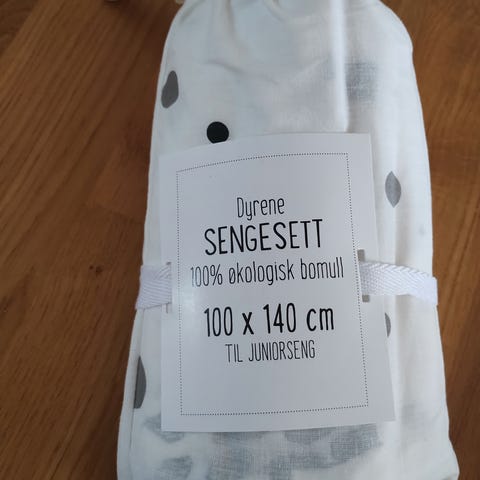 Dyrene
SENGESETT
100% økologisk bomull
100 x 140 cm
TIL JUNIORSENG